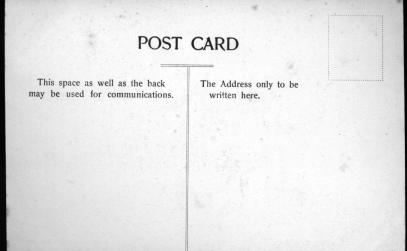 POST CARD
This space as well as the back
may be used for communications.
The Address only to be
written here.